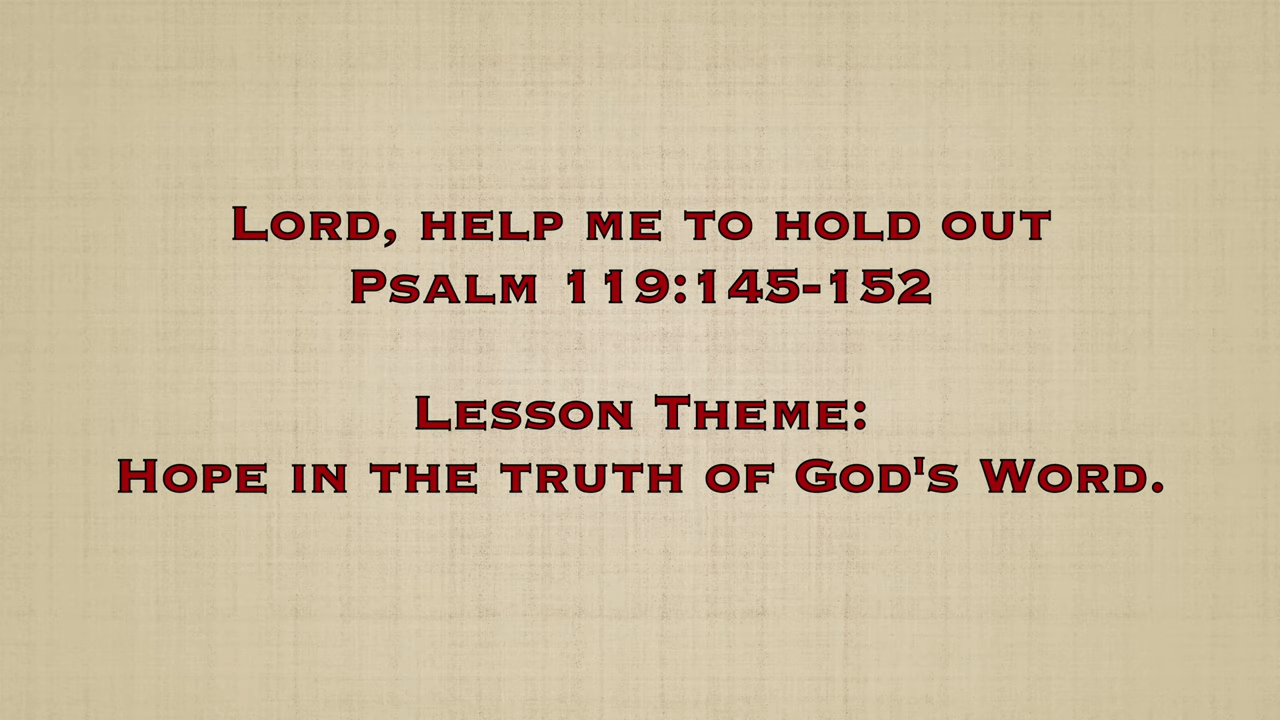 Lord, help me to hold out
Psalm 119:145-152
Lesson Theme:
Hope in the truth of God's Word.